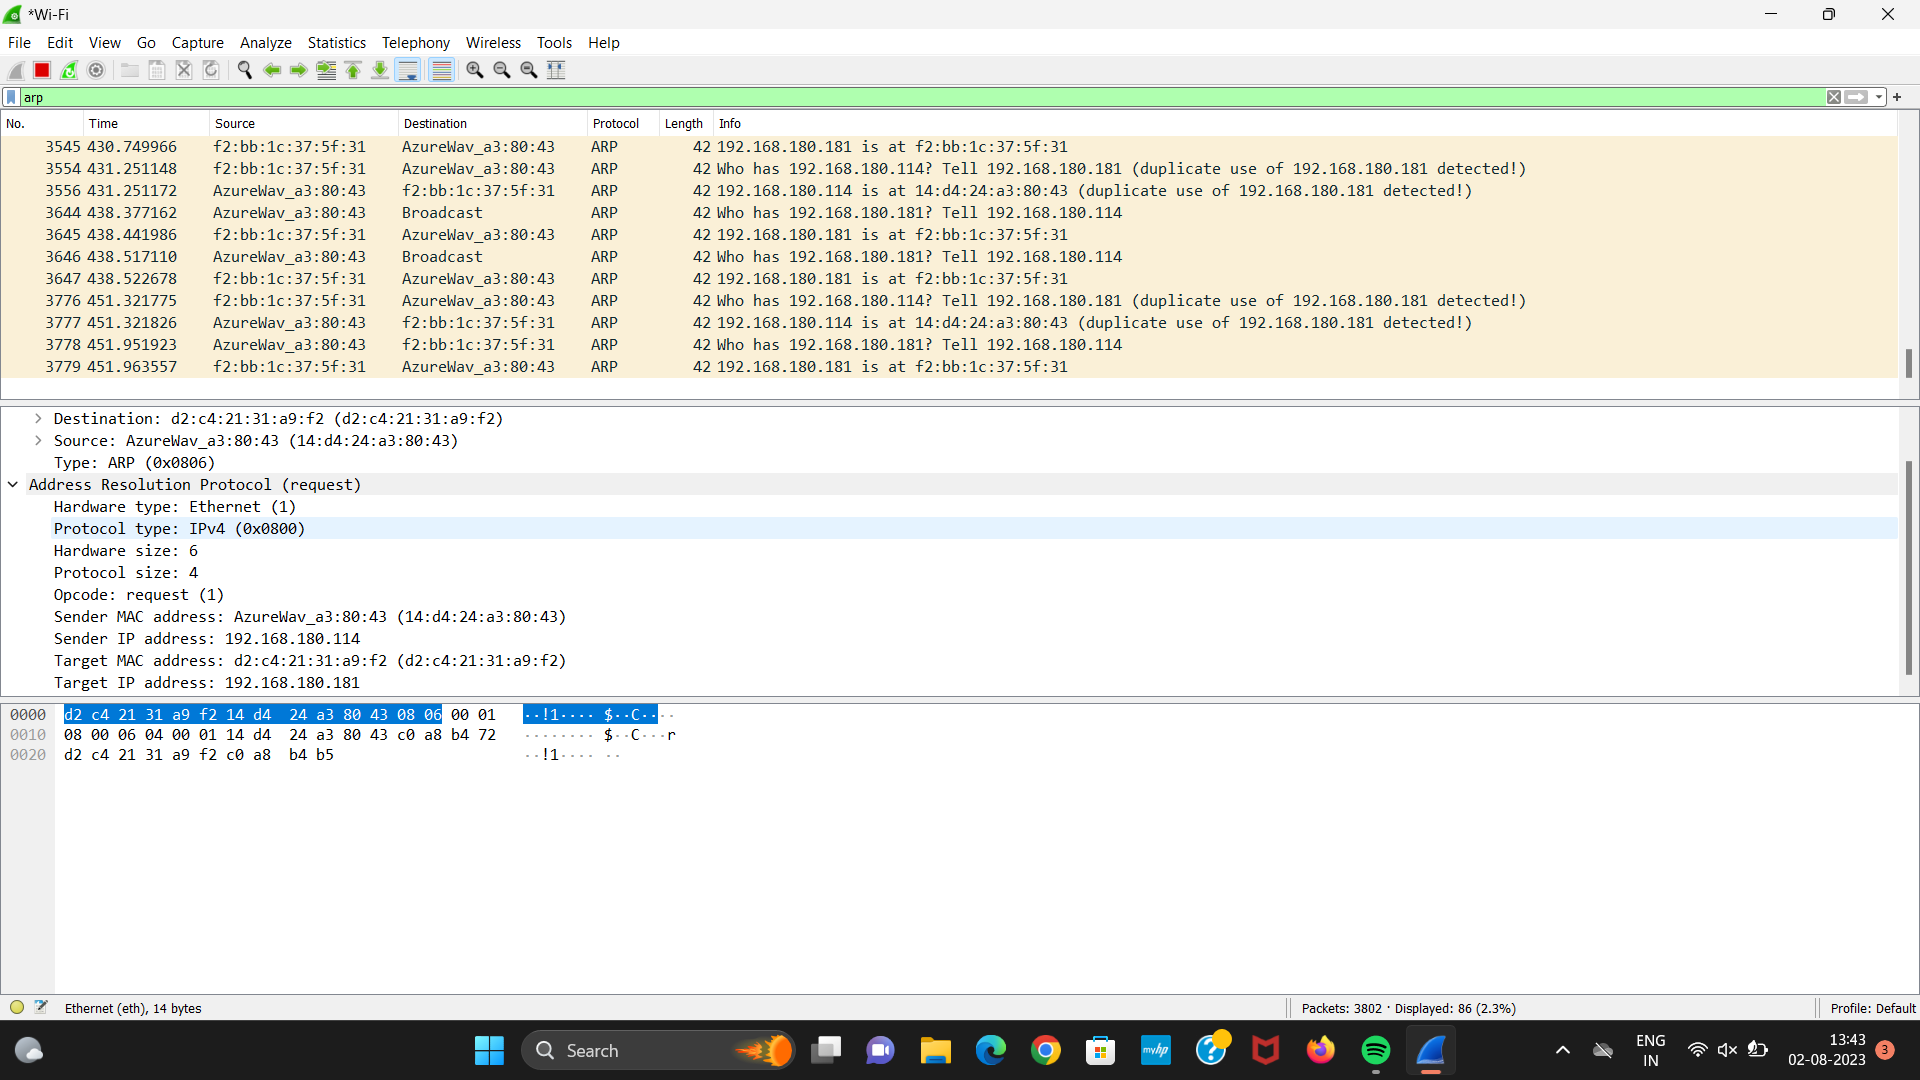 *Wi-Fi
File Edit View Go Capture Analyze Statistics Telephony Wireless Tools Help
arp
No. Time Source Destination Protocol Length Info
3545 430.749966 f2:bb:1c:37:5f:31 AzureWav_a3:80:43 ARP 42 192.168.180.181 is at f2:bb:1c:37:5f:31
3554 431.251148 f2:bb:1c:37:5f:31 AzureWav_a3:80:43 ARP 42 Who has 192.168.180.114? Tell 192.168.180.181 (duplicate use of 192.168.180.181 detected!)
3556 431.251172 AzureWav_a3:80:43 f2:bb:1c:37:5f:31 ARP 42 192.168.180.114 is at 14:d4:24:a3:80:43 (duplicate use of 192.168.180.181 detected!)
3644 438.377162 AzureWav_a3:80:43 Broadcast ARP 42 Who has 192.168.180.181? Tell 192.168.180.114
3645 438.441986 f2:bb:1c:37:5f:31 AzureWav_a3:80:43 ARP 42 192.168.180.181 is at f2:bb:1c:37:5f:31
3646 438.517110 AzureWav_a3:80:43 Broadcast ARP 42 Who has 192.168.180.181? Tell 192.168.180.114
3647 438.522678 f2:bb:1c:37:5f:31 AzureWav_a3:80:43 ARP 42 192.168.180.181 is at f2:bb:1c:37:5f:31
3776 451.321775 f2:bb:1c:37:5f:31 AzureWav_a3:80:43 ARP 42 Who has 192.168.180.114? Tell 192.168.180.181 (duplicate use of 192.168.180.181 detected!)
3777 451.321826 AzureWav_a3:80:43 f2:bb:1c:37:5f:31 ARP 42 192.168.180.114 is at 14:d4:24:a3:80:43 (duplicate use of 192.168.180.181 detected!)
3778 451.951923 AzureWav_a3:80:43 f2:bb:1c:37:5f:31 ARP 42 Who has 192.168.180.181? Tell 192.168.180.114
3779 451.963557 f2:bb:1c:37:5f:31 AzureWav_a3:80:43 ARP 42 192.168.180.181 is at f2:bb:1c:37:5f:31
Destination: d2:c4:21:31:a9:f2 (d2:c4:21:31:a9:f2)
Source: AzureWav_a3:80:43 (14:d4:24:a3:80:43)
Type: ARP (0x0806)
Address Resolution Protocol (request)
Hardware type: Ethernet (1)
Protocol type: IPv4 (0x0800)
Hardware size: 6
Protocol size: 4
Opcode: request (1)
Sender MAC address: AzureWav_a3:80:43 (14:d4:24:a3:80:43)
Sender IP address: 192.168.180.114
Target MAC address: d2:c4:21:31:a9:f2 (d2:c4:21:31:a9:f2)
Target IP address: 192.168.180.181
0000 d2 c4 21 31 a9 f2 14 d4 24 a3 80 43 08 06 00 01 ··!1···· $··C····
0010 08 00 06 04 00 01 14 d4 24 a3 80 43 c0 a8 b4 72 ········ $··C···r
0020 d2 c4 21 31 a9 f2 c0 a8 b4 b5 ··!1···· ··
Ethernet (eth), 14 bytes Packets: 3802 · Displayed: 86 (2.3%) Profile: Default
Search myhp ENG 13:43
IN 02-08-2023 3